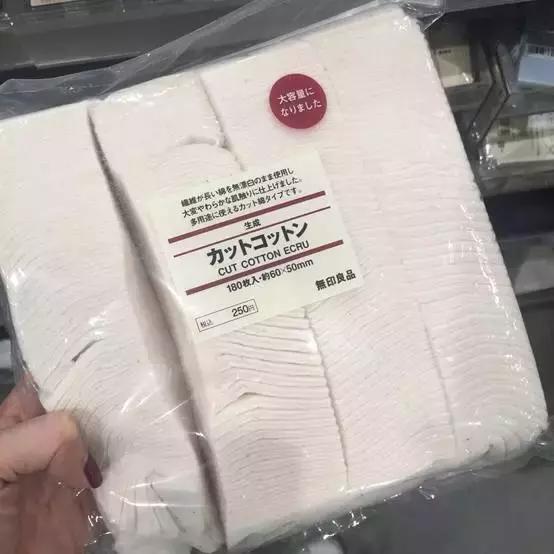 大容量に
なりました
繊維が長い綿を無漂白のまま使用し
大変やわらかな肌触りに仕上げました。
多用途に使えるカット綿タイプです。
生成
カットコットン
CUT COTTON ECRU
180枚入・約60×50mm
無印良品
税込 250円